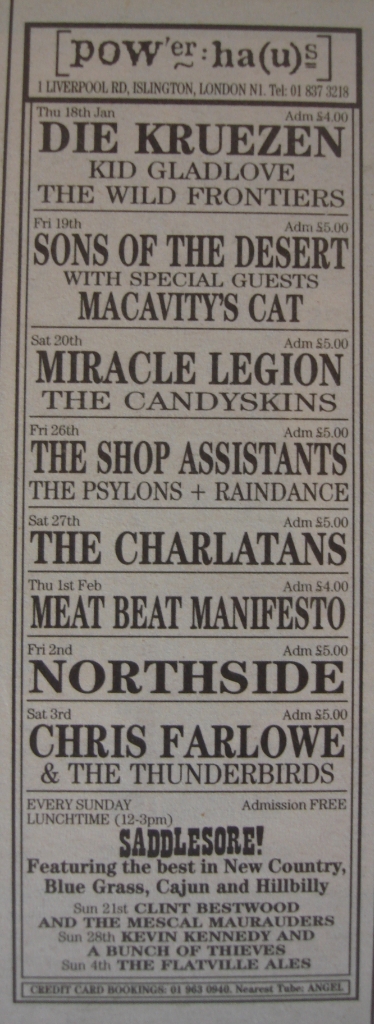 [pow'er:ha(u)s]
1 LIVERPOOL RD, ISLINGTON, LONDON N1. Tel: 01 837 3218
Thu 18th Jan Adm £4.00
DIE KRUEZEN
KID GLADLOVE
THE WILD FRONTIERS
Fri 19th Adm £5.00
SONS OF THE DESERT
WITH SPECIAL GUESTS
MACAVITY'S CAT
Sat 20th Adm £5.00
MIRACLE LEGION
THE CANDYSKINS
Fri 26th Adm £5.00
THE SHOP ASSISTANTS
THE PSYLONS + RAINDANCE
Sat 27th Adm £5.00
THE CHARLATANS
Thu 1st Feb Adm £4.00
MEAT BEAT MANIFESTO
Fri 2nd Adm £5.00
NORTHSIDE
Sat 3rd Adm £5.00
CHRIS FARLOWE
& THE THUNDERBIRDS
EVERY SUNDAY Admission FREE
LUNCHTIME (12-3pm)
SADDLESORE!
Featuring the best in New Country,
Blue Grass, Cajun and Hillbilly
Sun 21st CLINT BESTWOOD
AND THE MESCAL MAURAUDERS
Sun 28th KEVIN KENNEDY AND
A BUNCH OF THIEVES
Sun 4th THE FLATVILLE ALES
CREDIT CARD BOOKINGS: 01 963 0940. Nearest Tube: ANGEL